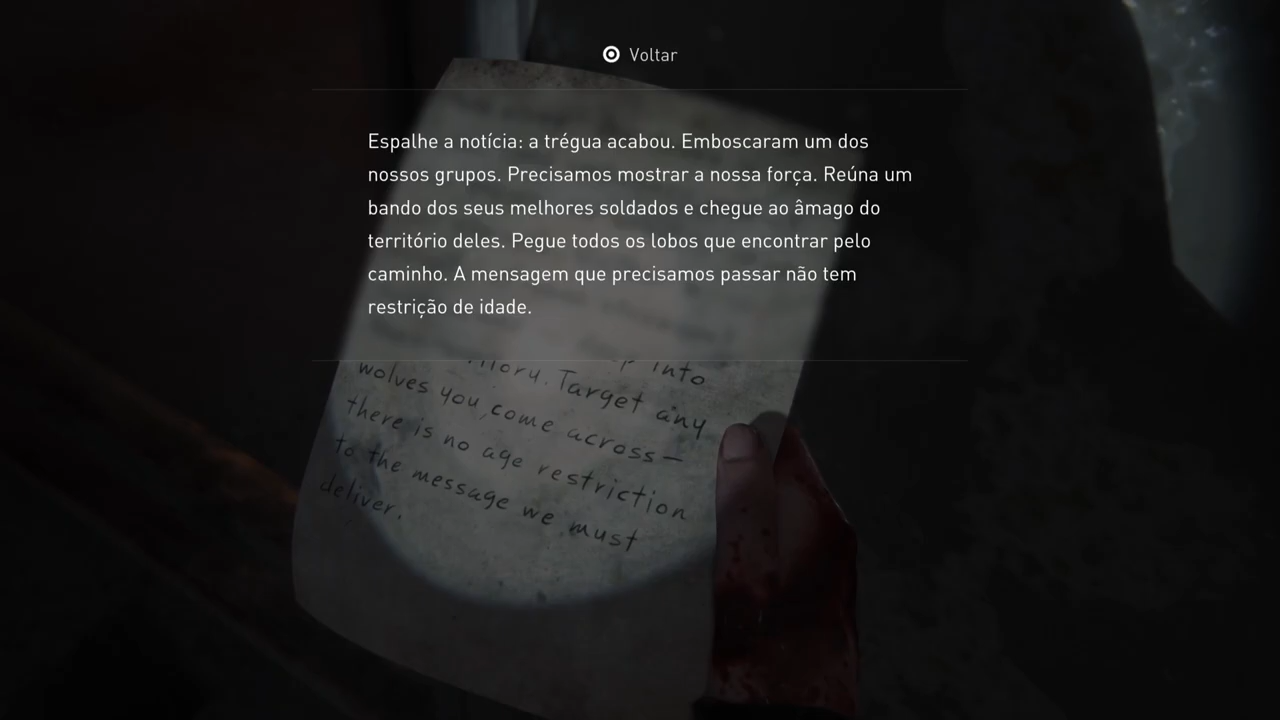 Voltar
Espalhe a notícia: a trégua acabou. Emboscaram um dos
nossos grupos. Precisamos mostrar a nossa força. Reúna um
bando dos seus melhores soldados e chegue ao âmago do
território deles. Pegue todos os lobos que encontrar pelo
caminho. A mensagem que precisamos passar não tem
restrição de idade.
into
Target any
wolves you come across—
there is no age restriction
to the message we must
deliver.